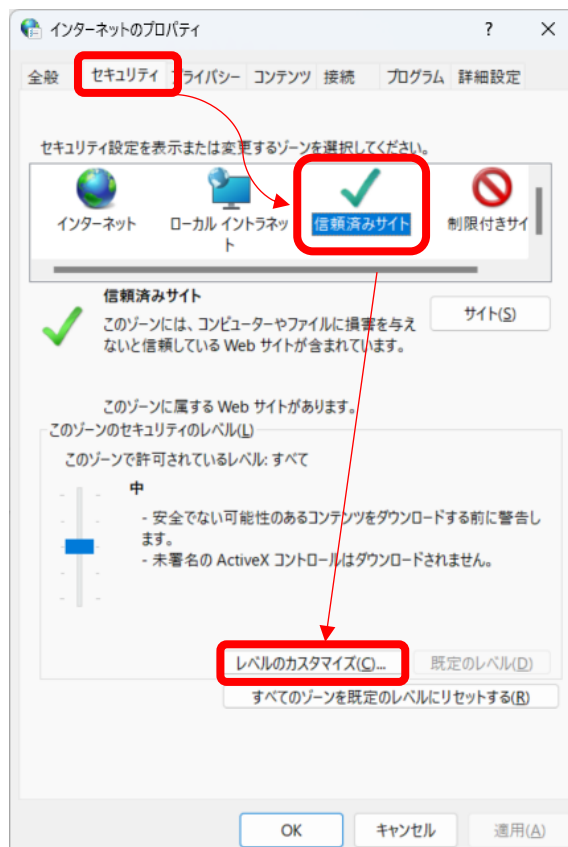 インターネットのプロパティ ? ×
全般 セキュリティ プライバシー コンテンツ 接続 プログラム 詳細設定
セキュリティ設定を表示または変更するゾーンを選択してください。
インターネット ローカル イントラネッ 信頼済みサイト 制限付きサイ
ト
信頼済みサイト
サイト(S)
このゾーンには、コンピューターやファイルに損害を与え
ないと信頼している Web サイトが含まれています。
このゾーンに属する Web サイトがあります。
このゾーンのセキュリティのレベル(L)
このゾーンで許可されているレベル: すべて
中
- 安全でない可能性のあるコンテンツをダウンロードする前に警告し
ます。
- 未署名の ActiveX コントロールはダウンロードされません。
レベルのカスタマイズ(C)... 既定のレベル(D)
すべてのゾーンを既定のレベルにリセットする(R)
OK キャンセル 適用(A)